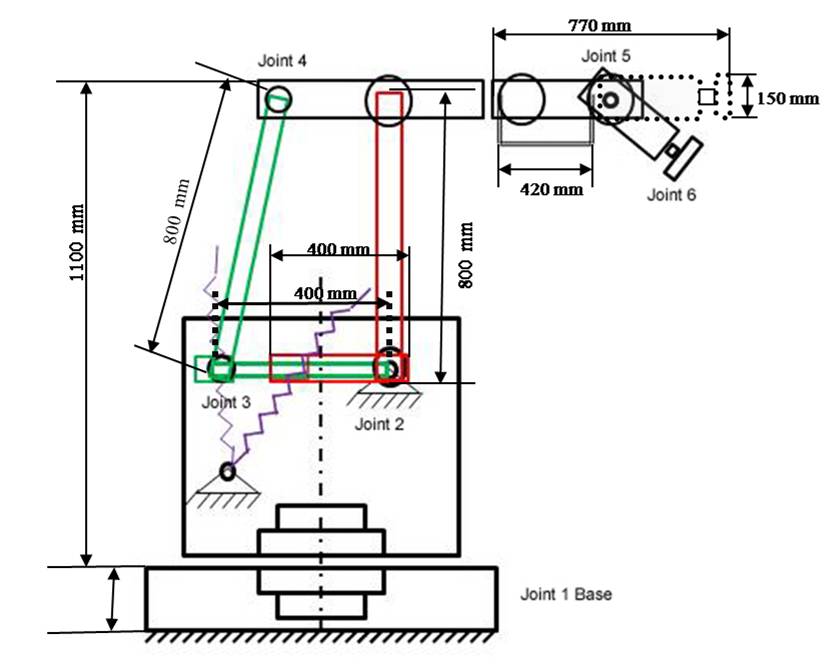 770 mm
Joint 4
Joint 5
150 mm
420 mm
Joint 6
800 mm
1100 mm
400 mm
800 mm
400 mm
Joint 3
Joint 2
Joint 1 Base